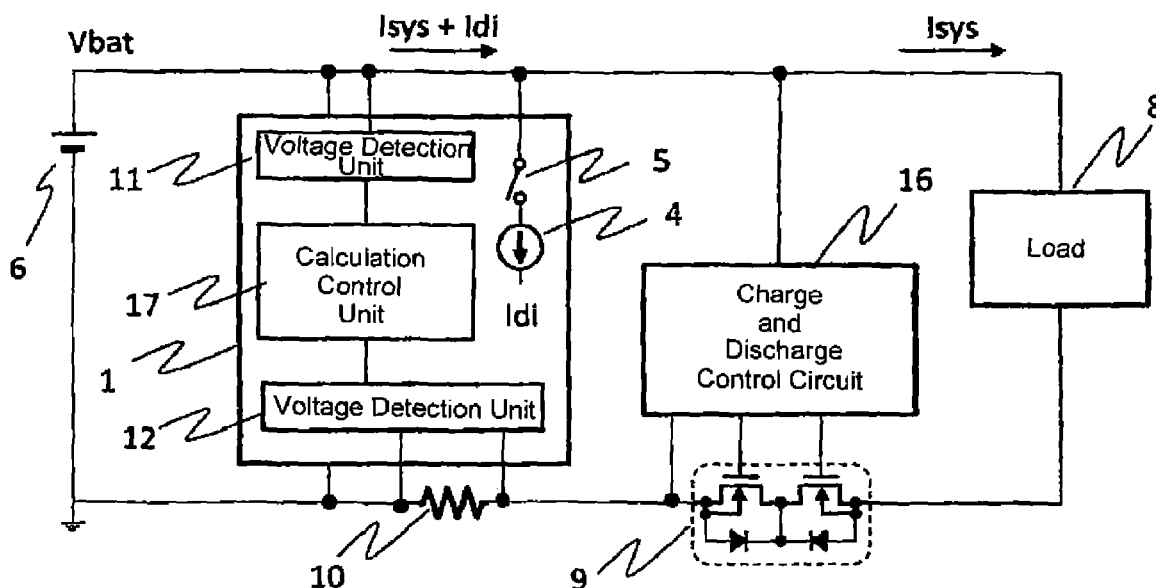 Vbat
Isys + Idi
Isys
8
Voltage Detection
Unit
11
5
16
4
6
Calculation
Control
Unit
17
Idi
Load
Charge
and
Discharge
Control Circuit
1
Voltage Detection Unit
12
10
9